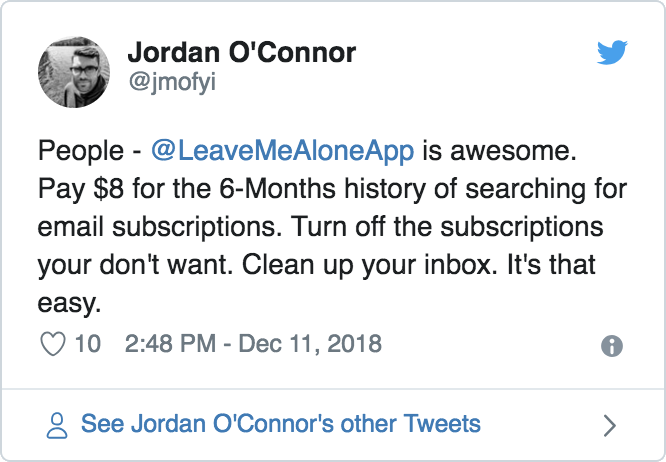 Jordan O'Connor
@jmofyi
People - @LeaveMeAloneApp is awesome.
Pay $8 for the 6-Months history of searching for
email subscriptions. Turn off the subscriptions
your don't want. Clean up your inbox. It's that
easy.
10 2:48 PM - Dec 11, 2018
See Jordan O'Connor's other Tweets